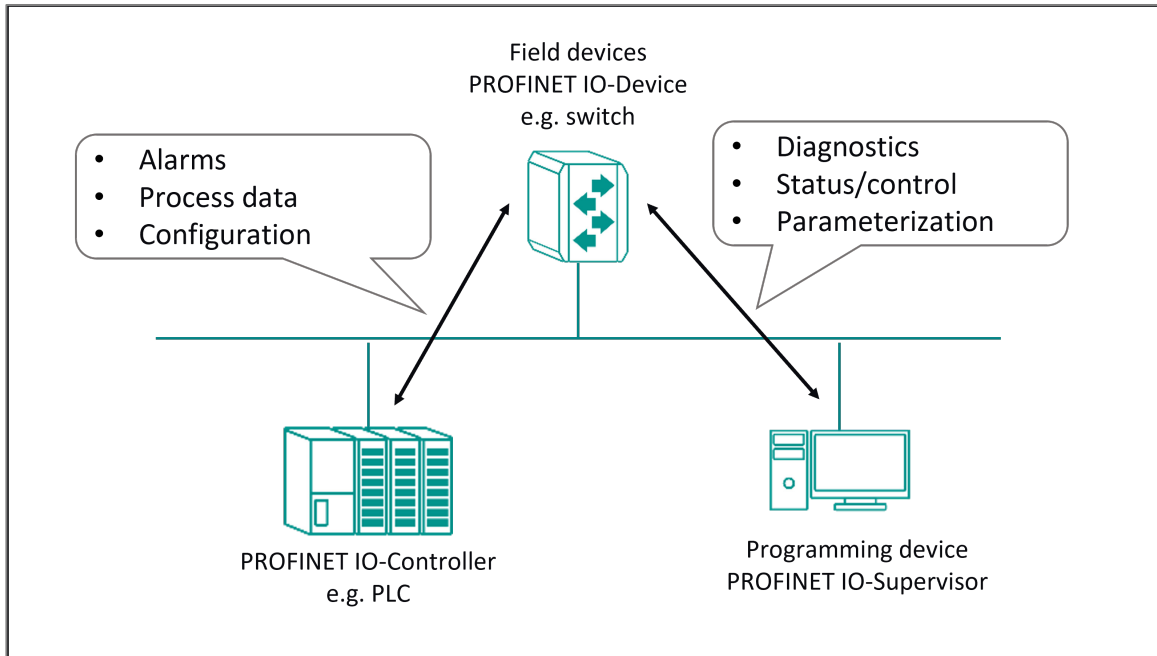 Field devices
PROFINET IO-Device
e.g. switch
• Alarms
• Process data
• Configuration
• Diagnostics
• Status/control
• Parameterization
PROFINET IO-Controller
e.g. PLC
Programming device
PROFINET IO-Supervisor